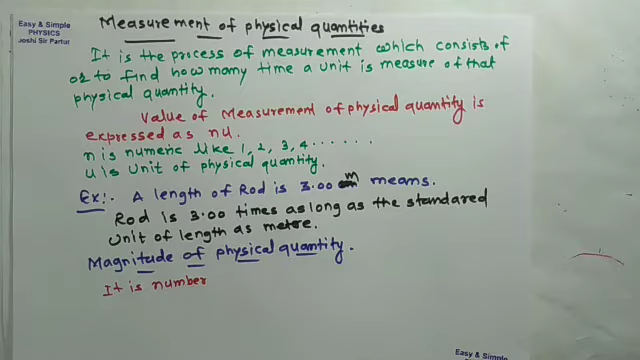 Easy & Simple
PHYSICS
Joshi Sir Partur
Measurement of physical quantities
It is the process of measurement which consists of
or to find how many time a unit is measure of that
physical quantity.
Value of Measurement of physical quantity is
expressed as nu.
n is numeric like 1, 2, 3, 4 ......
u is Unit of physical quantity.
Ex:. A length of Rod is 3.00 m means.
Rod is 3.00 times as long as the standared
Unit of length as metre.
Magnitude of physical quantity.
It is number
Easy & Simple